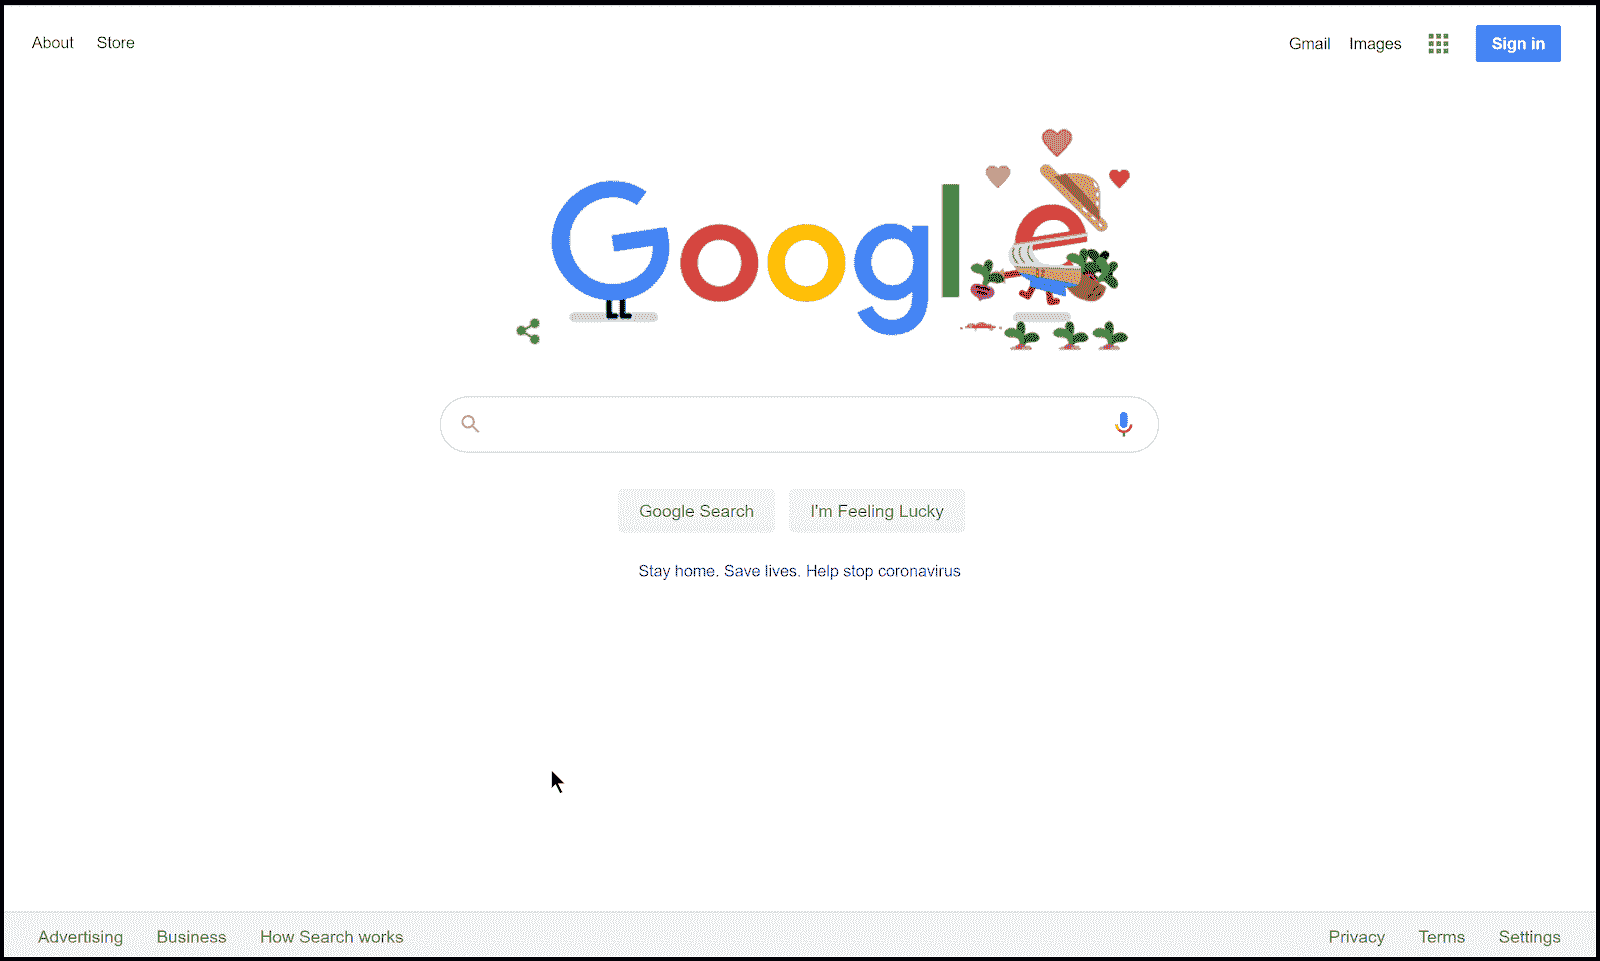 About Store
Gmail Images Sign in
Google
Google Search I'm Feeling Lucky
Stay home. Save lives. Help stop coronavirus
Advertising Business How Search works
Privacy Terms Settings